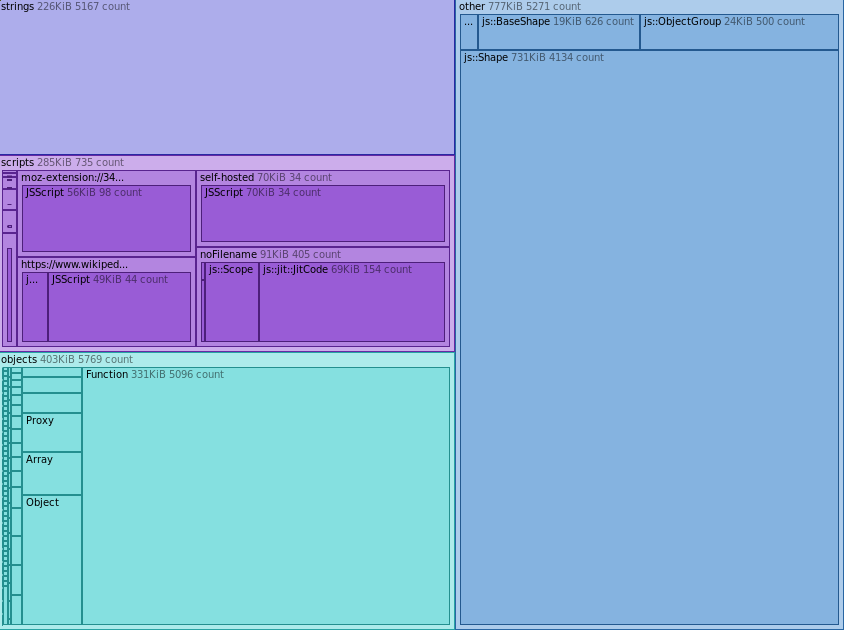 strings 226KiB 5167 count
scripts 285KiB 735 count
moz-extension://34...
JSScript 56KiB 98 count
self-hosted 70KiB 34 count
JSScript 70KiB 34 count
https://www.wikiped...
j...
JSScript 49KiB 44 count
noFilename 91KiB 405 count
js::Scope
js::jit::JitCode 69KiB 154 count
objects 403KiB 5769 count
Function 331KiB 5096 count
Proxy
Array
Object
other 777KiB 5271 count
...
js::BaseShape 19KiB 626 count
js::ObjectGroup 24KiB 500 count
js::Shape 731KiB 4134 count